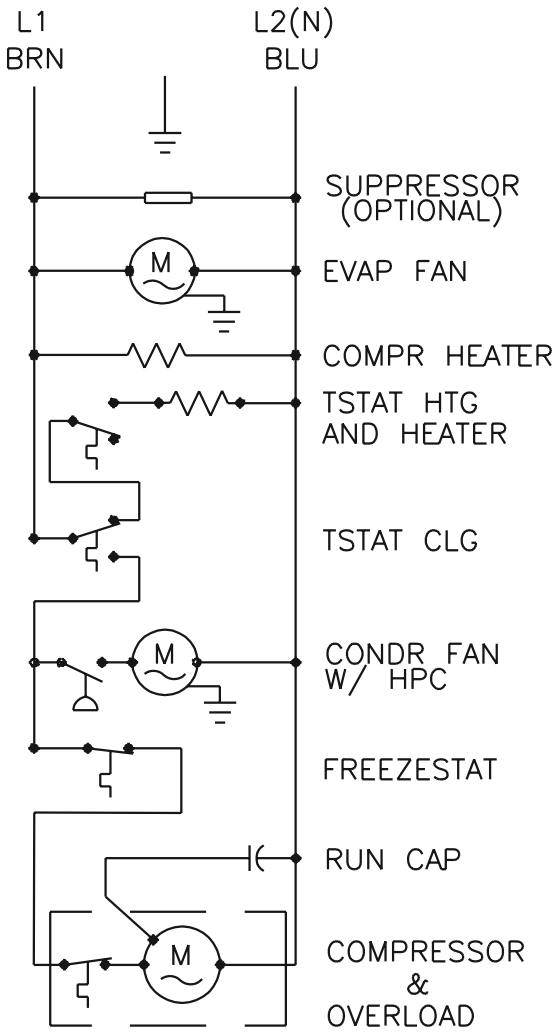 L1 L2(N)
BRN BLU
SUPPRESSOR
(OPTIONAL)
M
EVAP FAN
COMPR HEATER
TSTAT HTG
AND HEATER
TSTAT CLG
M
CONDR FAN
W/ HPC
FREEZESTAT
RUN CAP
M
COMPRESSOR
&
OVERLOAD